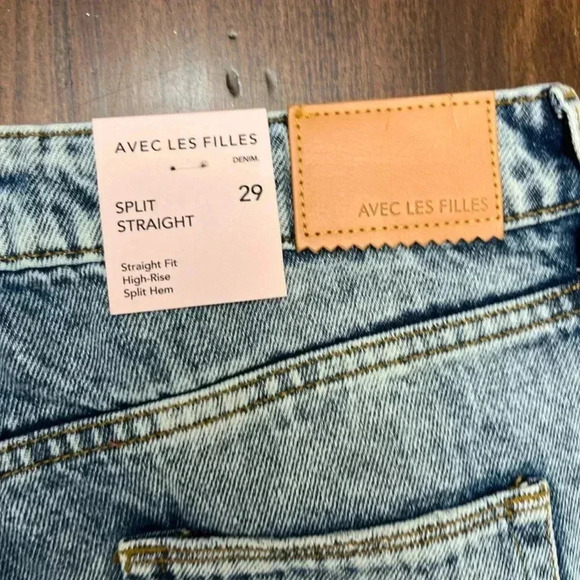 AVEC LES FILLES
DENIM.
SPLIT
STRAIGHT
29
Straight Fit
High-Rise
Split Hem
AVEC LES FILLES